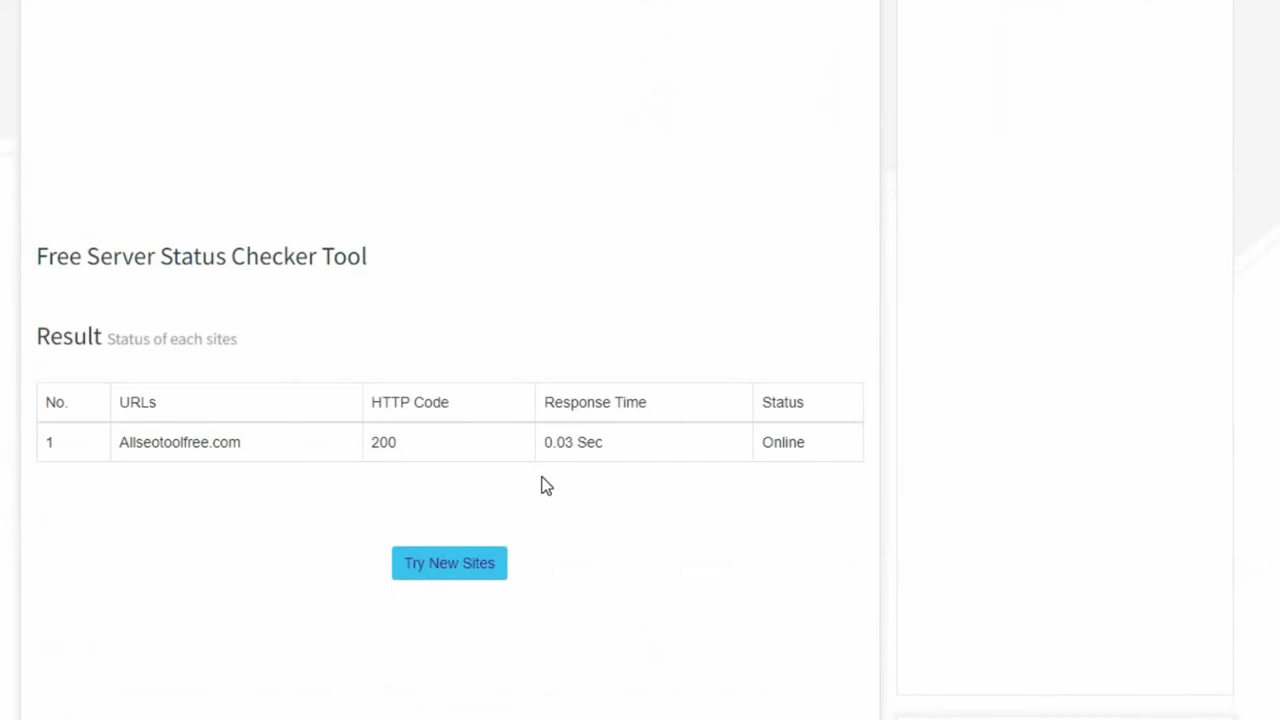 Free Server Status Checker Tool
Result Status of each sites
No. URLs HTTP Code Response Time Status
1 Allseotoolfree.com 200 0.03 Sec Online
Try New Sites